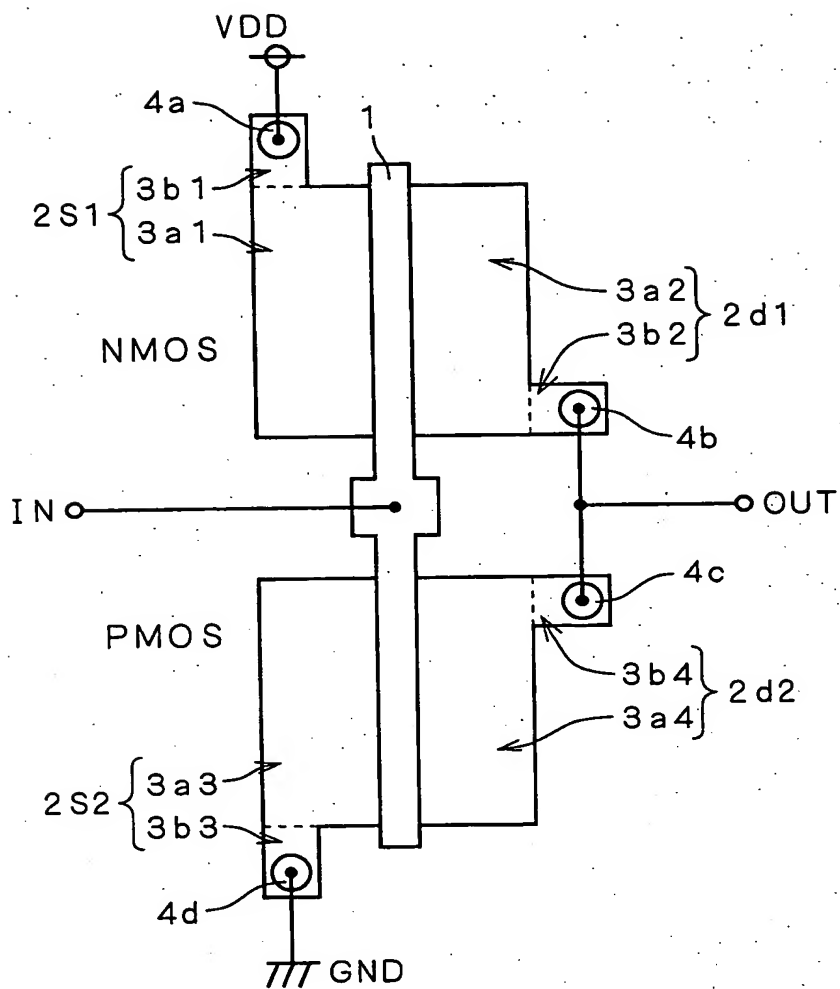 VDD
4a
1
3b1
2S1
3a1
3a2
2d1
3b2
NMOS
4b
IN
OUT
4c
PMOS
3b4
2d2
3a4
3a3
2S2
3b3
4d
GND